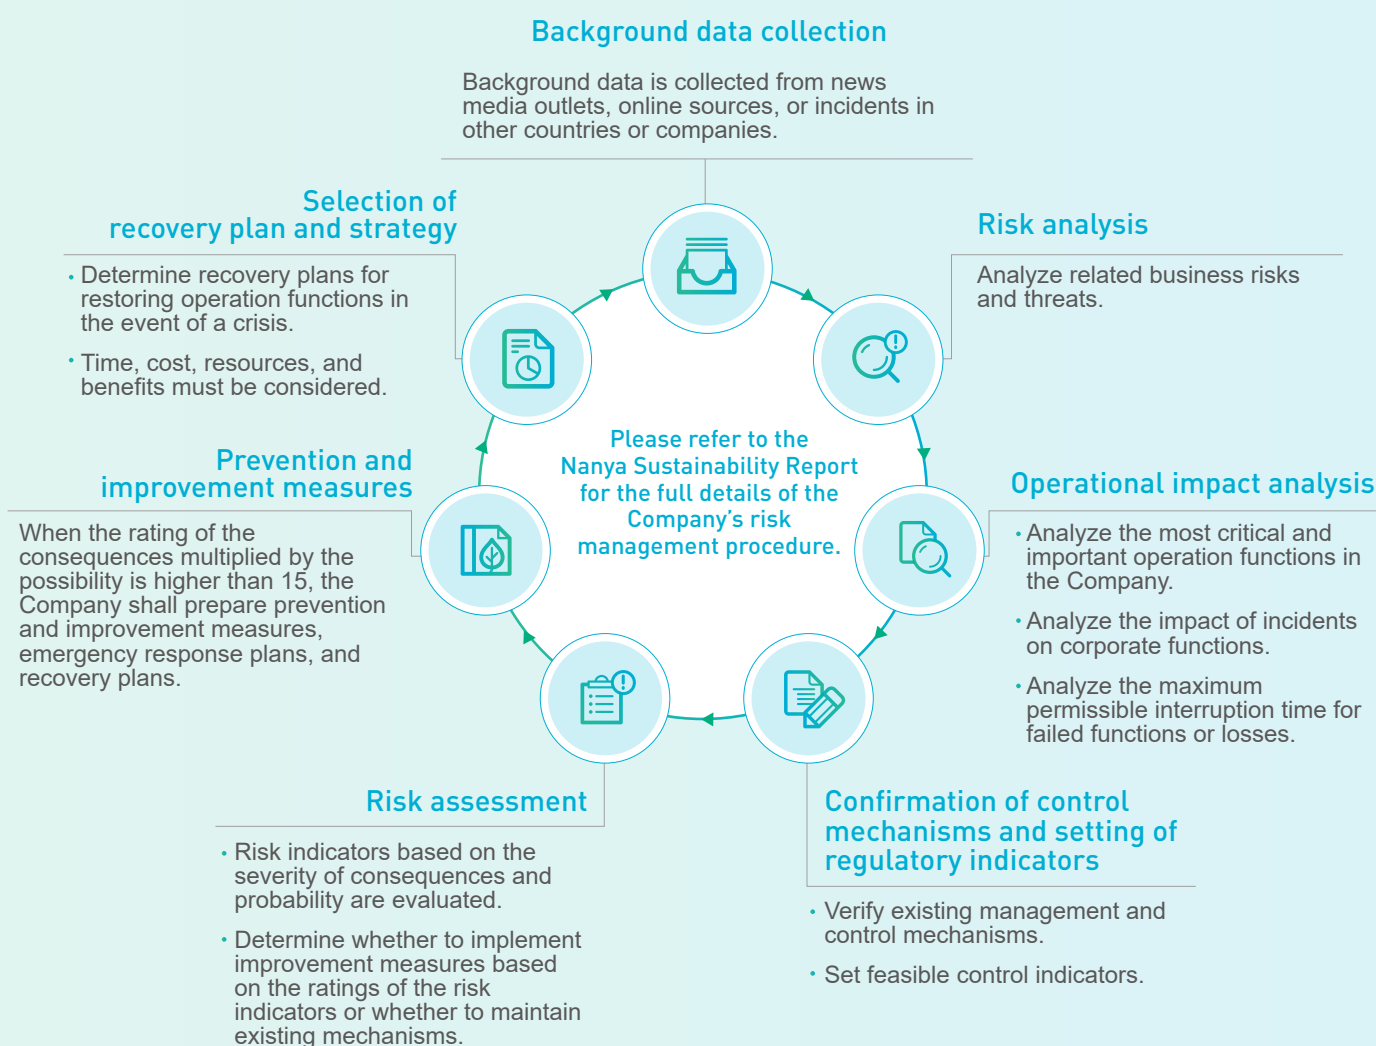 Background data collection
Background data is collected from news
media outlets, online sources, or incidents in
other countries or companies.
Risk analysis
Analyze related business risks
and threats.
Operational impact analysis
• Analyze the most critical and
important operation functions in
the Company.
• Analyze the impact of incidents
on corporate functions.
• Analyze the maximum
permissible interruption time for
failed functions or losses.
Confirmation of control
mechanisms and setting of
regulatory indicators
• Verify existing management and
control mechanisms.
• Set feasible control indicators.
Risk assessment
• Risk indicators based on the
severity of consequences and
probability are evaluated.
• Determine whether to implement
improvement measures based
on the ratings of the risk
indicators or whether to maintain
existing mechanisms.
Prevention and
improvement measures
When the rating of the
consequences multiplied by the
possibility is higher than 15, the
Company shall prepare prevention
and improvement measures,
emergency response plans, and
recovery plans.
Selection of
recovery plan and strategy
• Determine recovery plans for
restoring operation functions in
the event of a crisis.
• Time, cost, resources, and
benefits must be considered.
Please refer to the
Nanya Sustainability Report
for the full details of the
Company's risk
management procedure.